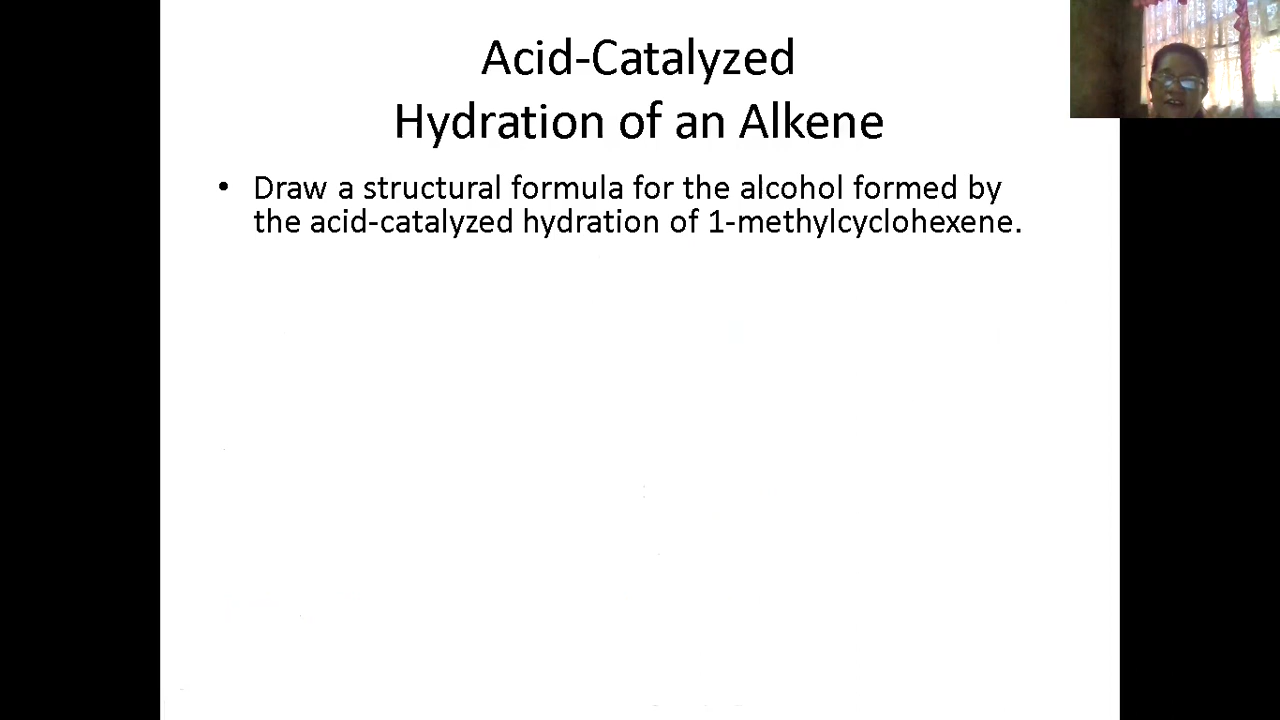 Acid-Catalyzed
Hydration of an Alkene
• Draw a structural formula for the alcohol formed by
the acid-catalyzed hydration of 1-methylcyclohexene.